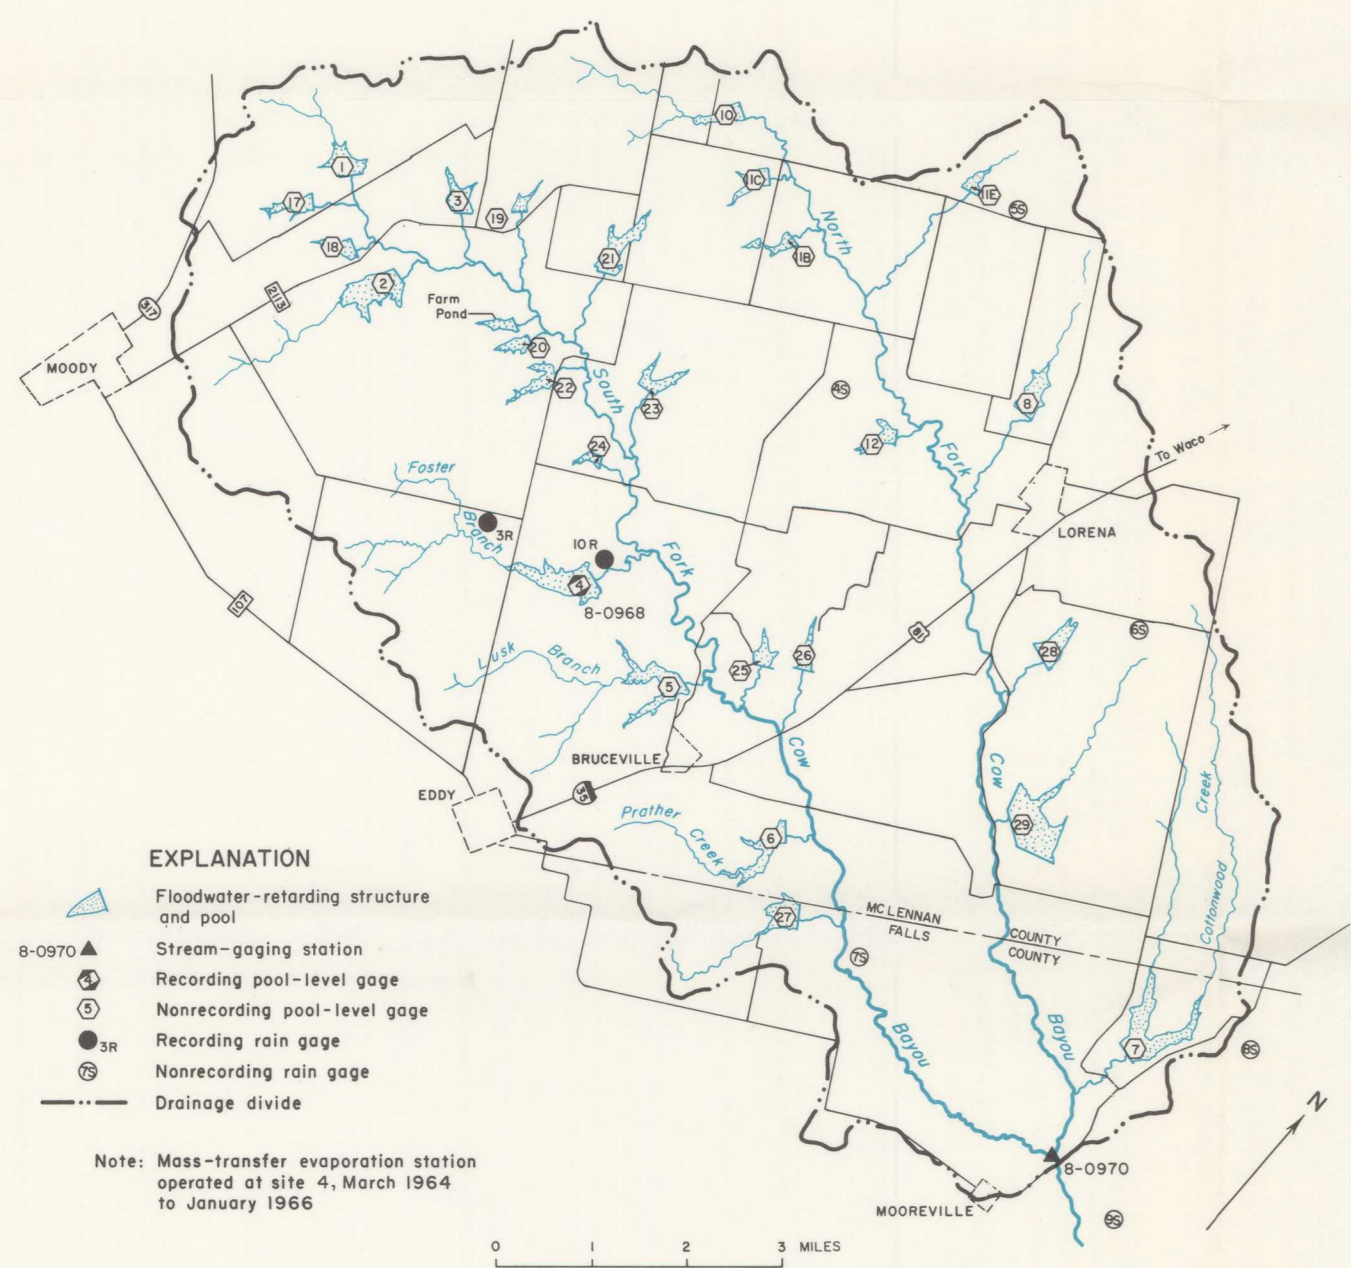 10
1
1C
11E
5S
17
3
19
North
18
21
1B
2
2113
317
Farm
Pond
MOODY
20
22
South
23
4S
8
12
24
Fork
To Waco
Foster
Branch
3R
10R
LORENA
4
8-0968
Fork
107
81
6S
28
26
25
Lusk
Branch
5
BRUCEVILLE
Cow
Cow
EDDY
35
Prather
Creek
6
29
Creek
Cottonwood
27
MC LENNAN
COUNTY
FALLS
COUNTY
7S
Bayou
Bayou
7
8S
8-0970
MOOREVILLE
9S
N
EXPLANATION
Floodwater-retarding structure
and pool
8-0970 Stream-gaging station
4 Recording pool-level gage
5 Nonrecording pool-level gage
3R Recording rain gage
7S Nonrecording rain gage
Drainage divide
Note: Mass-transfer evaporation station
operated at site 4, March 1964
to January 1966
0 1 2 3 MILES